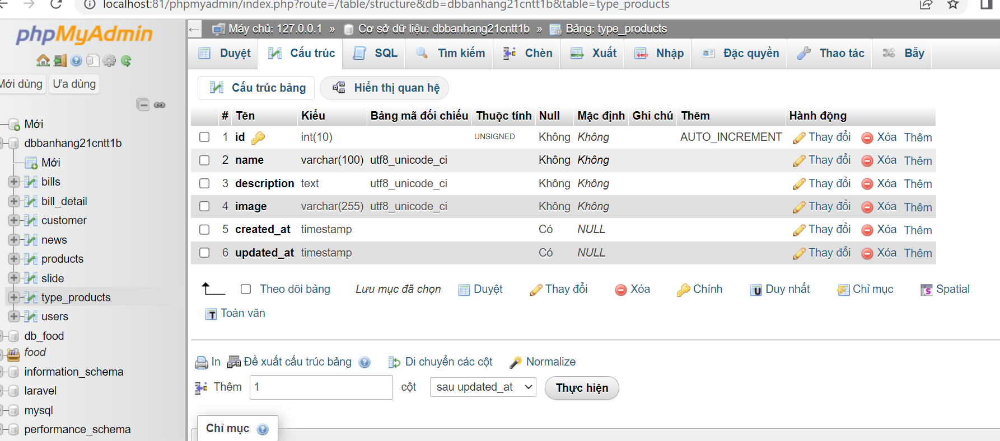 localhost:81/phpmyadmin/index.php?route=/table/structure&db=dbbanhang21cntt1b&table=type_products
phpMyAdmin
Mới dùng Ưa dùng
Mới
dbbanhang21cntt1b
Mới
bills
bill_detail
customer
news
products
slide
type_products
users
db_food
food
information_schema
laravel
mysql
performance_schema
Máy chủ: 127.0.0.1 » Cơ sở dữ liệu: dbbanhang21cntt1b » Bảng: type_products
Duyệt Cấu trúc SQL Tìm kiếm Chèn Xuất Nhập Đặc quyền Thao tác Bẫy
Cấu trúc bảng Hiển thị quan hệ
# Tên Kiểu Bảng mã đối chiếu Thuộc tính Null Mặc định Ghi chú Thêm Hành động
1 id int(10) UNSIGNED Không Không AUTO_INCREMENT Thay đổi Xóa Thêm
2 name varchar(100) utf8_unicode_ci Không Không Thay đổi Xóa Thêm
3 description text utf8_unicode_ci Không Không Thay đổi Xóa Thêm
4 image varchar(255) utf8_unicode_ci Không Không Thay đổi Xóa Thêm
5 created_at timestamp Có NULL Thay đổi Xóa Thêm
6 updated_at timestamp Có NULL Thay đổi Xóa Thêm
Theo dõi bảng Lưu mục đã chọn Duyệt Thay đổi Xóa Chính Duy nhất Chỉ mục Spatial
Toàn văn
In Đề xuất cấu trúc bảng Di chuyển các cột Normalize
Thêm 1 cột sau updated_at Thực hiện
Chỉ mục